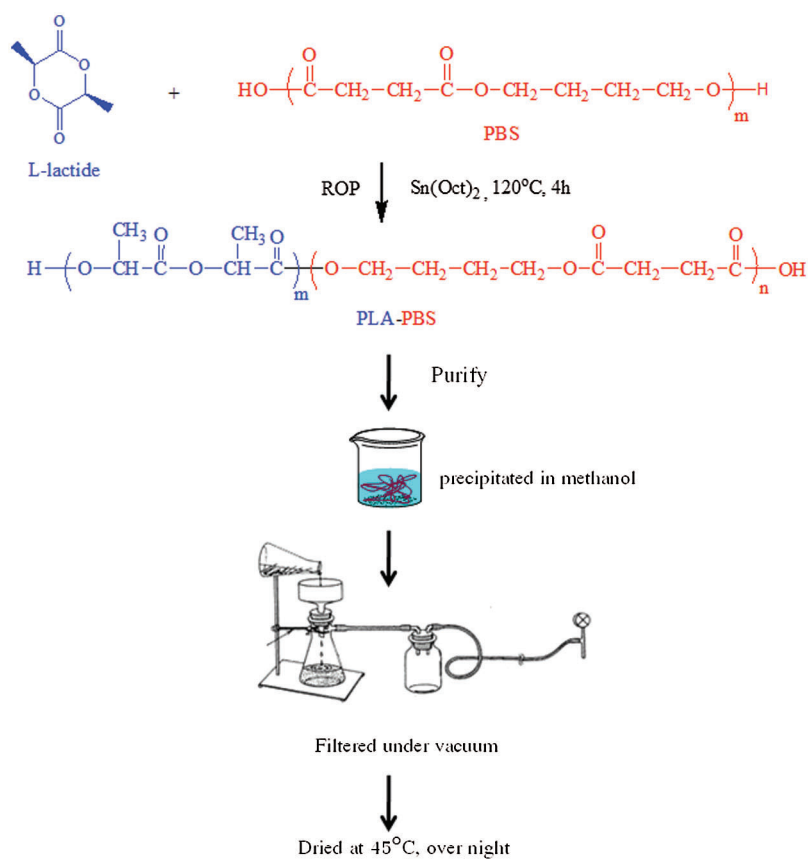 O
O
O
O
L-lactide
+
HO-(C-CH2-CH2-C-O-CH2-CH2-CH2-CH2-O)m-H
O O
PBS
ROP Sn(Oct)2, 120°C, 4h
CH3 O CH3 O O O
H-(O-CH-C-O-CH-C)m(O-CH2-CH2-CH2-CH2-O-C-CH2-CH2-C)n-OH
PLA-PBS
Purify
precipitated in methanol
Filtered under vacuum
Dried at 45°C, over night